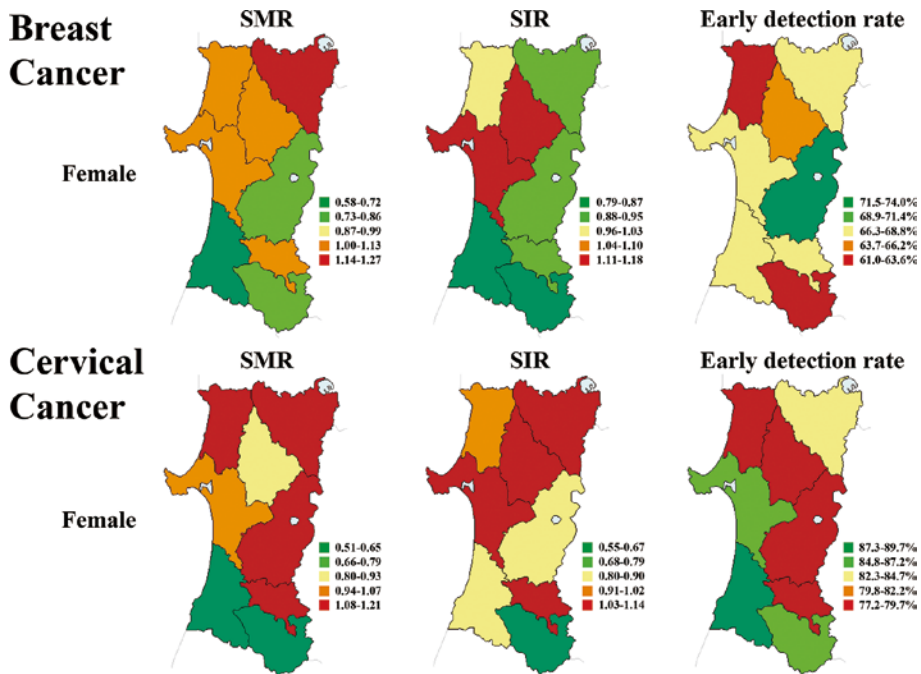 Breast
Cancer
SMR
SIR
Early detection rate
Female
0.58-0.72
0.73-0.86
0.87-0.99
1.00-1.13
1.14-1.27
0.79-0.87
0.88-0.95
0.96-1.03
1.04-1.10
1.11-1.18
71.5-74.0%
68.9-71.4%
66.3-68.8%
63.7-66.2%
61.0-63.6%
Cervical
Cancer
SMR
SIR
Early detection rate
Female
0.51-0.65
0.66-0.79
0.80-0.93
0.94-1.07
1.08-1.21
0.55-0.67
0.68-0.79
0.80-0.90
0.91-1.02
1.03-1.14
87.3-89.7%
84.8-87.2%
82.3-84.7%
79.8-82.2%
77.2-79.7%